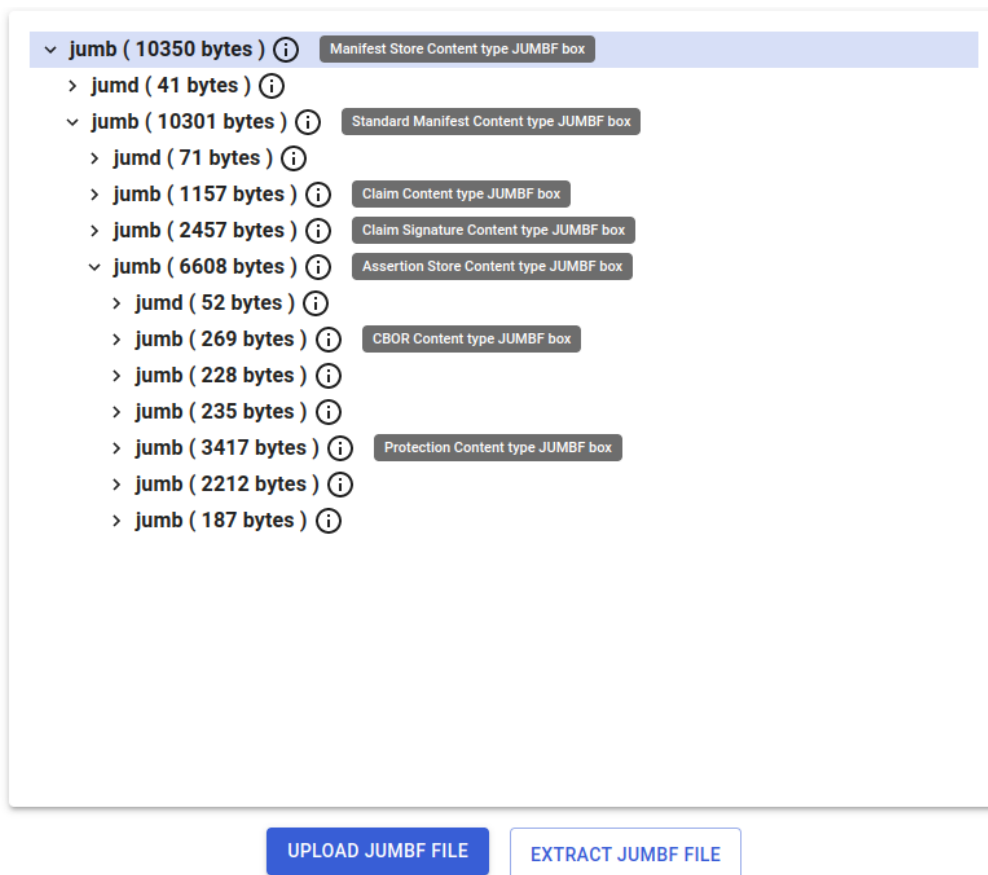 jumb ( 10350 bytes ) Manifest Store Content type JUMBF box
jumd ( 41 bytes )
jumb ( 10301 bytes ) Standard Manifest Content type JUMBF box
jumd ( 71 bytes )
jumb ( 1157 bytes ) Claim Content type JUMBF box
jumb ( 2457 bytes ) Claim Signature Content type JUMBF box
jumb ( 6608 bytes ) Assertion Store Content type JUMBF box
jumd ( 52 bytes )
jumb ( 269 bytes ) CBOR Content type JUMBF box
jumb ( 228 bytes )
jumb ( 235 bytes )
jumb ( 3417 bytes ) Protection Content type JUMBF box
jumb ( 2212 bytes )
jumb ( 187 bytes )
UPLOAD JUMBF FILE EXTRACT JUMBF FILE